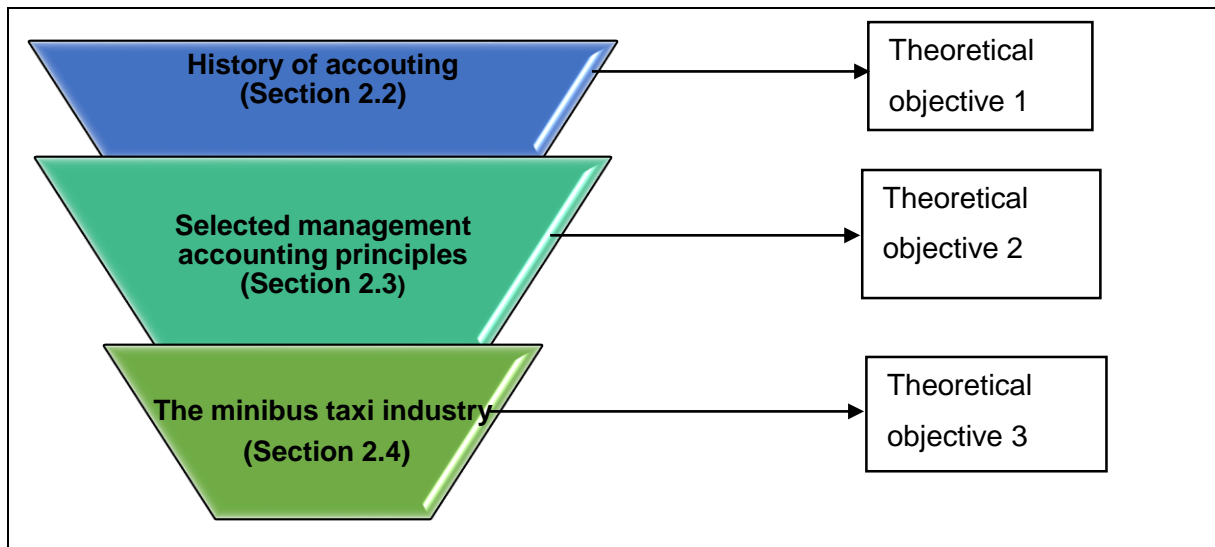 History of accouting
(Section 2.2)
Theoretical
objective 1
Selected management
accounting principles
(Section 2.3)
Theoretical
objective 2
The minibus taxi industry
(Section 2.4)
Theoretical
objective 3